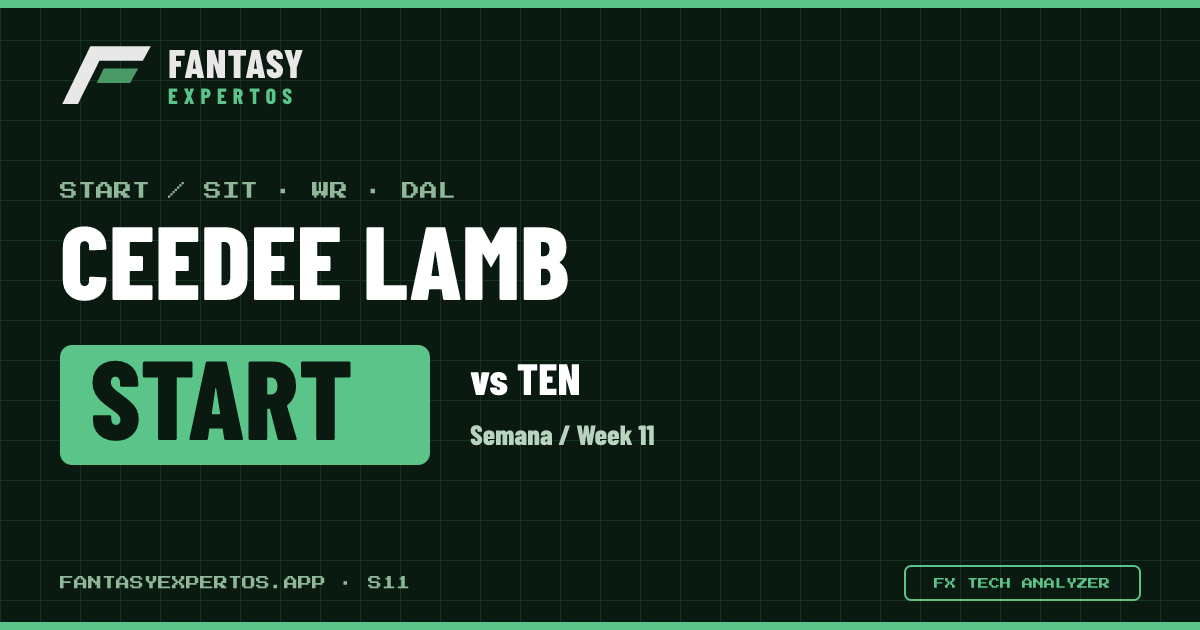 FANTASY
EXPERTOS
START / SIT · WR · DAL
CEEDEE LAMB
START
vs TEN
Semana / Week 11
FANTASYEXPERTOS.APP · S11
FX TECH ANALYZER